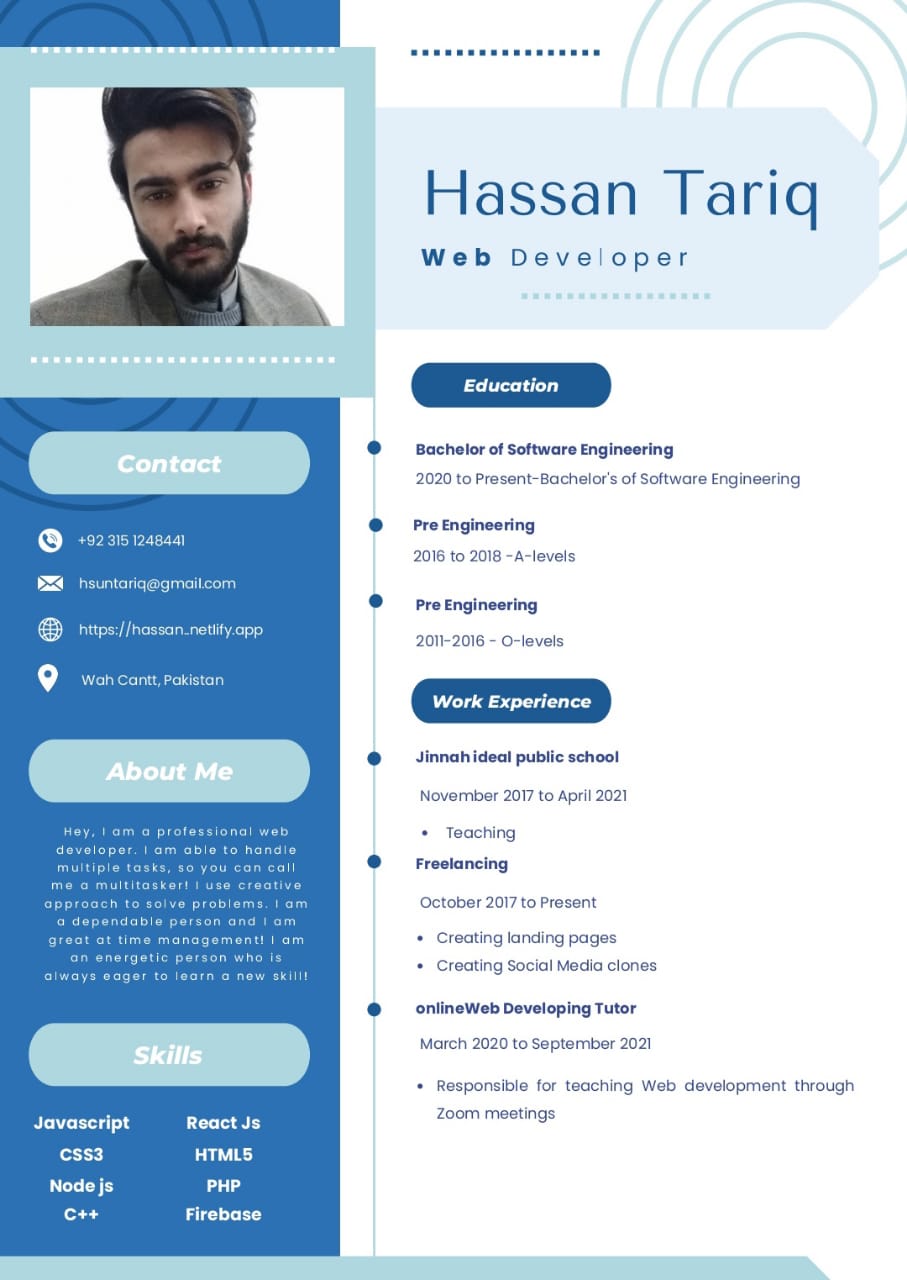 Hassan Tariq
Web Developer
Contact
+92 315 1248441
hsuntariq@gmail.com
https://hassan_netlify.app
Wah Cantt, Pakistan
About Me
Hey, I am a professional web
developer. I am able to handle
multiple tasks, so you can call
me a multitasker! I use creative
approach to solve problems. I am
a dependable person and I am
great at time management! I am
an energetic person who is
always eager to learn a new skill!
Skills
Javascript React Js
CSS3 HTML5
Node js PHP
C++ Firebase
Education
Bachelor of Software Engineering
2020 to Present-Bachelor's of Software Engineering
Pre Engineering
2016 to 2018 -A-levels
Pre Engineering
2011-2016 - O-levels
Work Experience
Jinnah ideal public school
November 2017 to April 2021
• Teaching
Freelancing
October 2017 to Present
• Creating landing pages
• Creating Social Media clones
onlineWeb Developing Tutor
March 2020 to September 2021
• Responsible for teaching Web development through
Zoom meetings